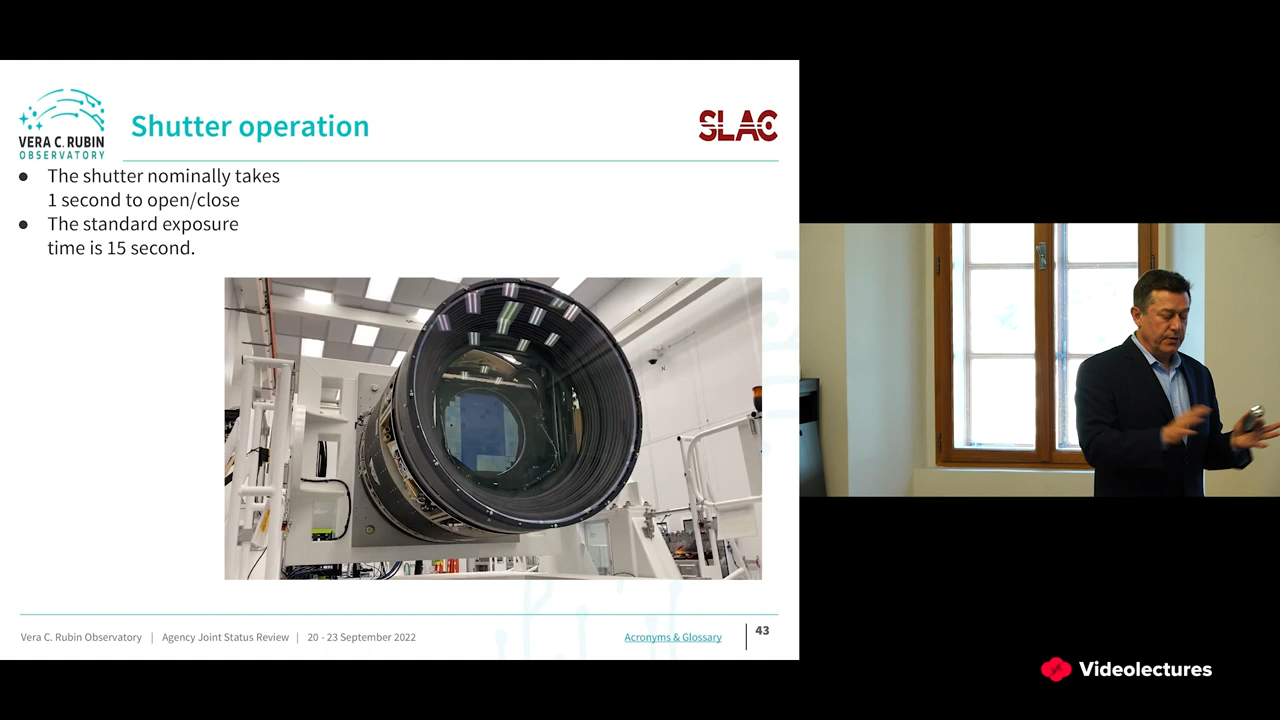 VERA C. RUBIN
OBSERVATORY
Shutter operation
SLAC
● The shutter nominally takes
1 second to open/close
● The standard exposure
time is 15 second.
N
Vera C. Rubin Observatory | Agency Joint Status Review | 20 - 23 September 2022
Acronyms & Glossary
43
Videolectures